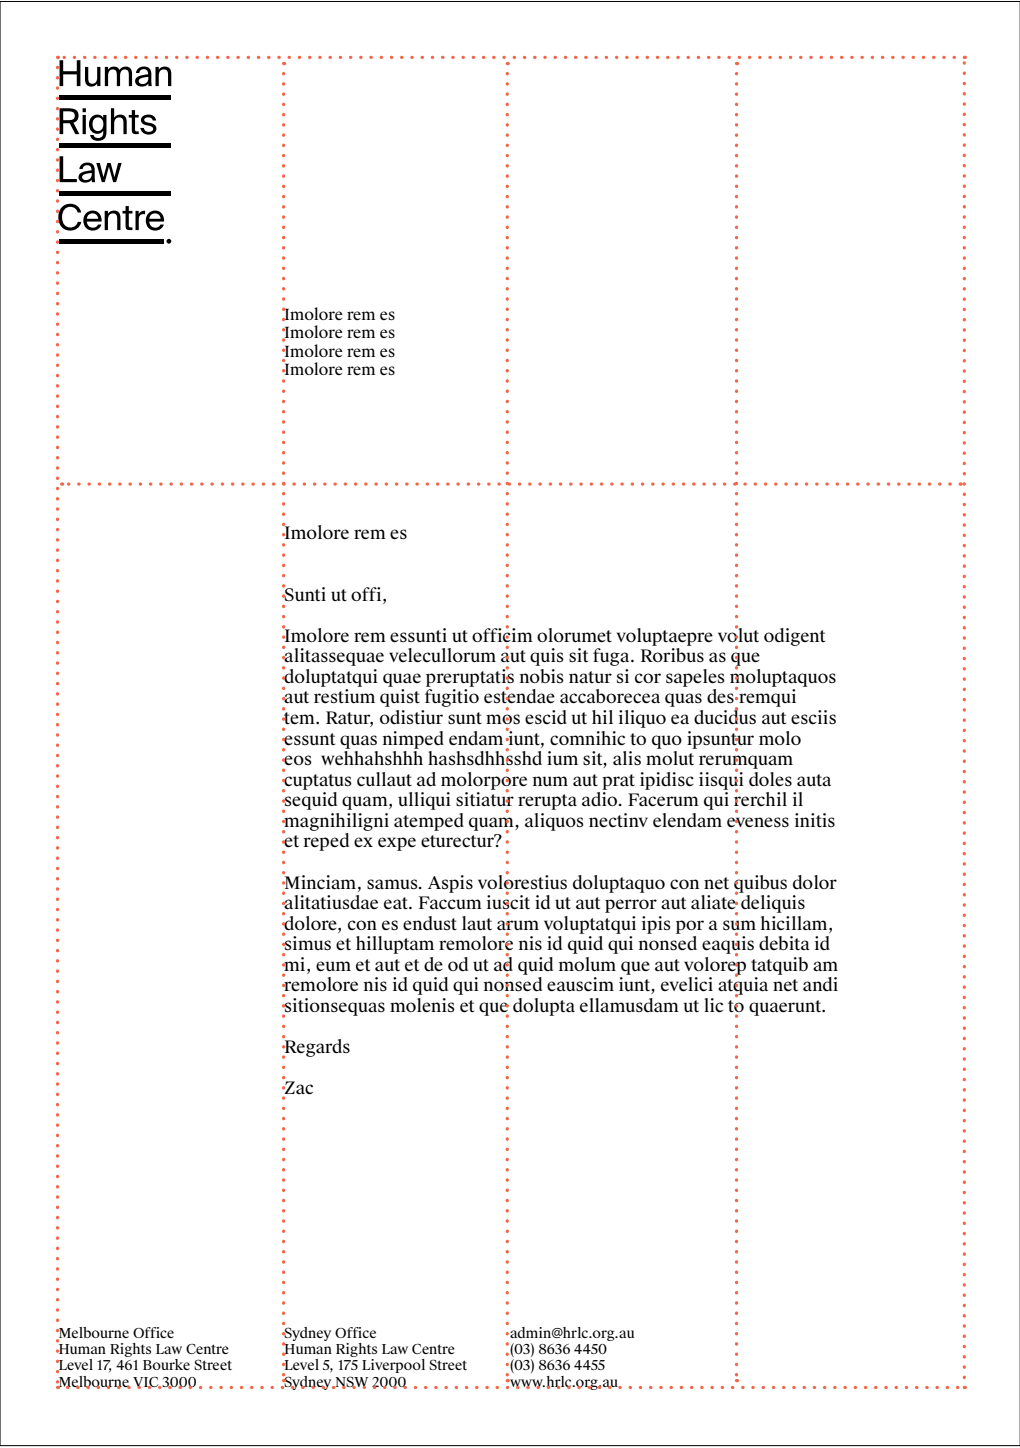 Human
Rights
Law
Centre.
Imolore rem es
Imolore rem es
Imolore rem es
Imolore rem es
Imolore rem es
Sunti ut offi,
Imolore rem essunti ut officim olorumet voluptaepre volut odigent
alitassequae velecullorum aut quis sit fuga. Roribus as que
doluptatqui quae preruptatis nobis natur si cor sapeles moluptaquos
aut restium quist fugitio estendae accaborecea quas des remqui
tem. Ratur, odistiur sunt mos escid ut hil iliquo ea ducidus aut esciis
essunt quas nimped endam iunt, comnihic to quo ipsuntur molo
eos  wehhahshhh hashsdhhsshd ium sit, alis molut rerumquam
cuptatus cullaut ad molorpore num aut prat ipidisc iisqui doles auta
sequid quam, ulliqui sitiatur rerupta adio. Facerum qui rerchil il
magnihiligni atemped quam, aliquos nectinv elendam eveness initis
et reped ex expe eturectur?
Minciam, samus. Aspis volorestius doluptaquo con net quibus dolor
alitatiusdae eat. Faccum iuscit id ut aut perror aut aliate deliquis
dolore, con es endust laut arum voluptatqui ipis por a sum hicillam,
simus et hilluptam remolore nis id quid qui nonsed eaquis debita id
mi, eum et aut et de od ut ad quid molum que aut volorep tatquib am
remolore nis id quid qui nonsed eauscim iunt, evelici atquia net andi
sitionsequas molenis et que dolupta ellamusdam ut lic to quaerunt.
Regards
Zac
Melbourne Office
Human Rights Law Centre
Level 17, 461 Bourke Street
Melbourne VIC 3000
Sydney Office
Human Rights Law Centre
Level 5, 175 Liverpool Street
Sydney NSW 2000
admin@hrlc.org.au
(03) 8636 4450
(03) 8636 4455
www.hrlc.org.au